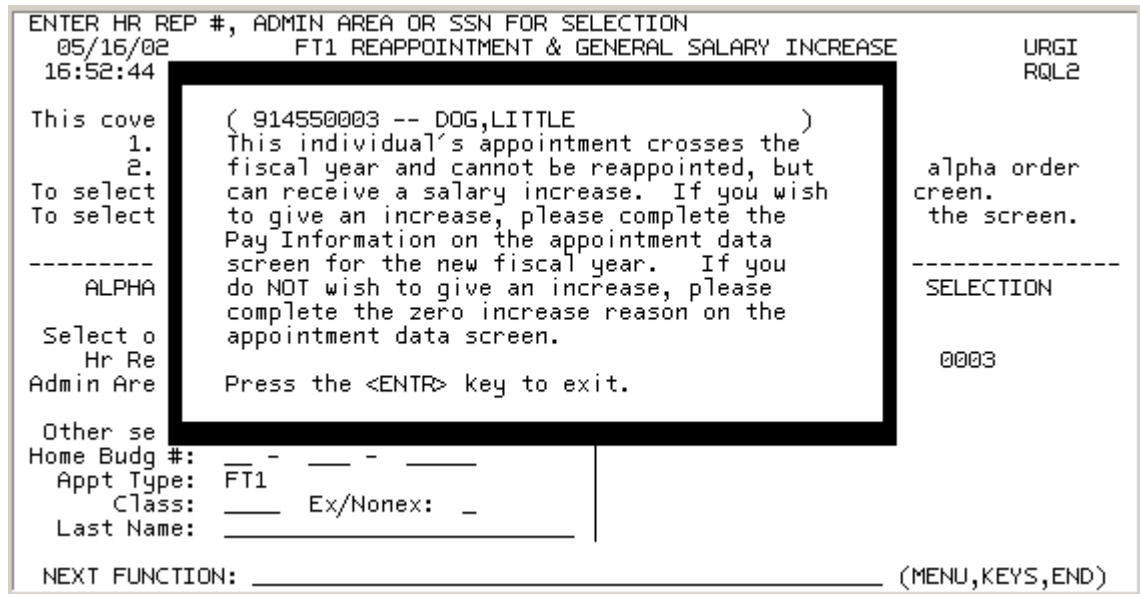 ENTER HR REP #, ADMIN AREA OR SSN FOR SELECTION
05/16/02 FT1 REAPPOINTMENT & GENERAL SALARY INCREASE URGI
16:52:44 RQL2
This cove ( 914550003 -- DOG,LITTLE )
1. This individual's appointment crosses the
2. fiscal year and cannot be reappointed, but alpha order
To select can receive a salary increase. If you wish creen.
To select to give an increase, please complete the the screen.
Pay Information on the appointment data
--------- screen for the new fiscal year. If you ---------------
ALPHA do NOT wish to give an increase, please SELECTION
complete the zero increase reason on the
Select o appointment data screen.
Hr Re 0003
Admin Are Press the <ENTR> key to exit.
Other se
Home Budg #: __ - ___ - _____
Appt Type: FT1
Class: ____ Ex/Nonex: _
Last Name: _________________________
NEXT FUNCTION: _____________________________________________ (MENU,KEYS,END)